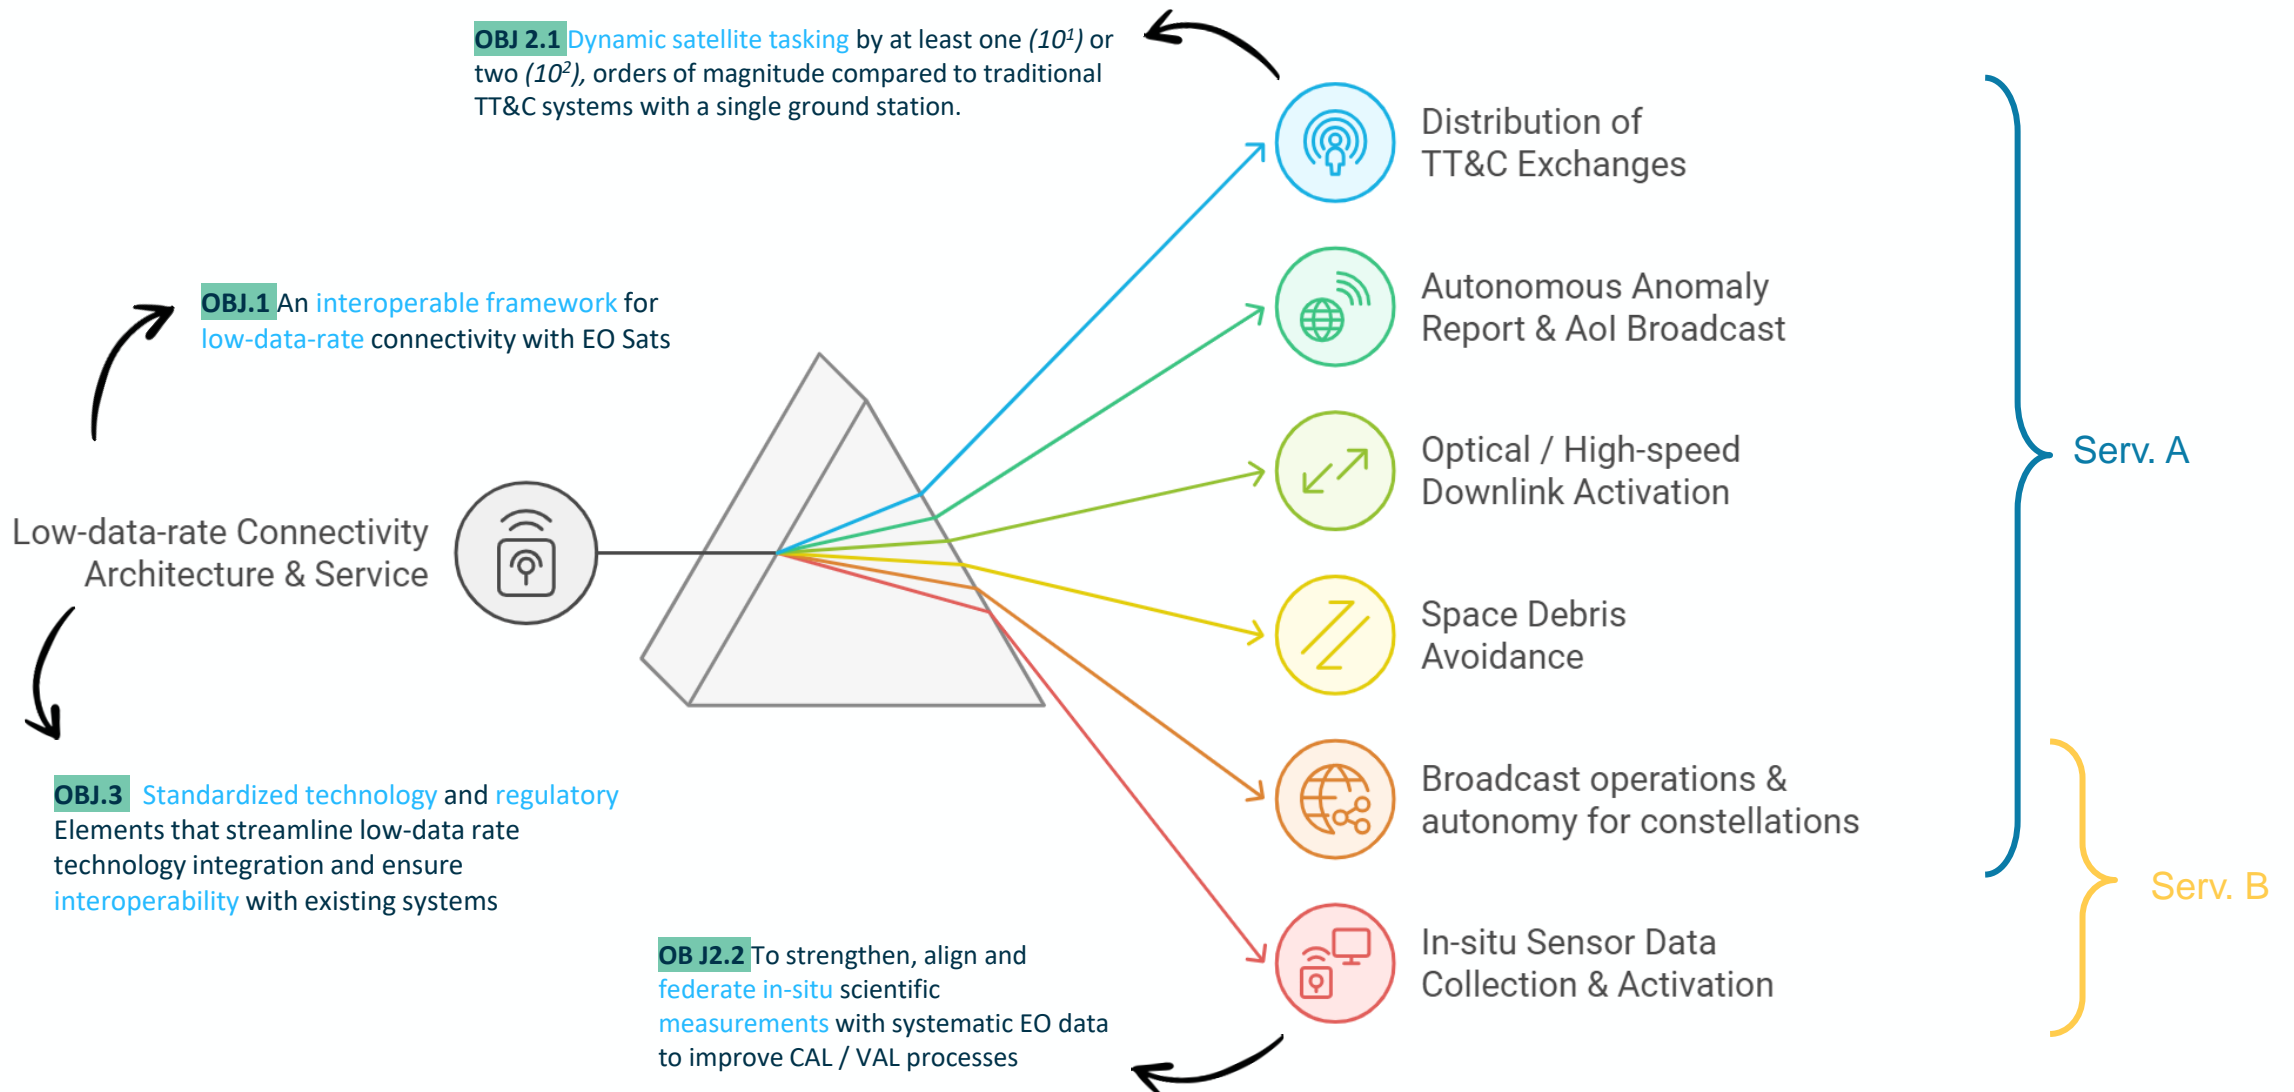 OBJ 2.1 Dynamic satellite tasking by at least one (10¹) or
two (10²), orders of magnitude compared to traditional
TT&C systems with a single ground station.
Distribution of
TT&C Exchanges
OBJ.1 An interoperable framework for
low-data-rate connectivity with EO Sats
Autonomous Anomaly
Report & AoI Broadcast
Optical / High-speed
Downlink Activation
Serv. A
Low-data-rate Connectivity
Architecture & Service
Space Debris
Avoidance
OBJ.3 Standardized technology and regulatory
Elements that streamline low-data rate
technology integration and ensure
interoperability with existing systems
Broadcast operations &
autonomy for constellations
Serv. B
OB J2.2 To strengthen, align and
federate in-situ scientific
measurements with systematic EO data
to improve CAL / VAL processes
In-situ Sensor Data
Collection & Activation